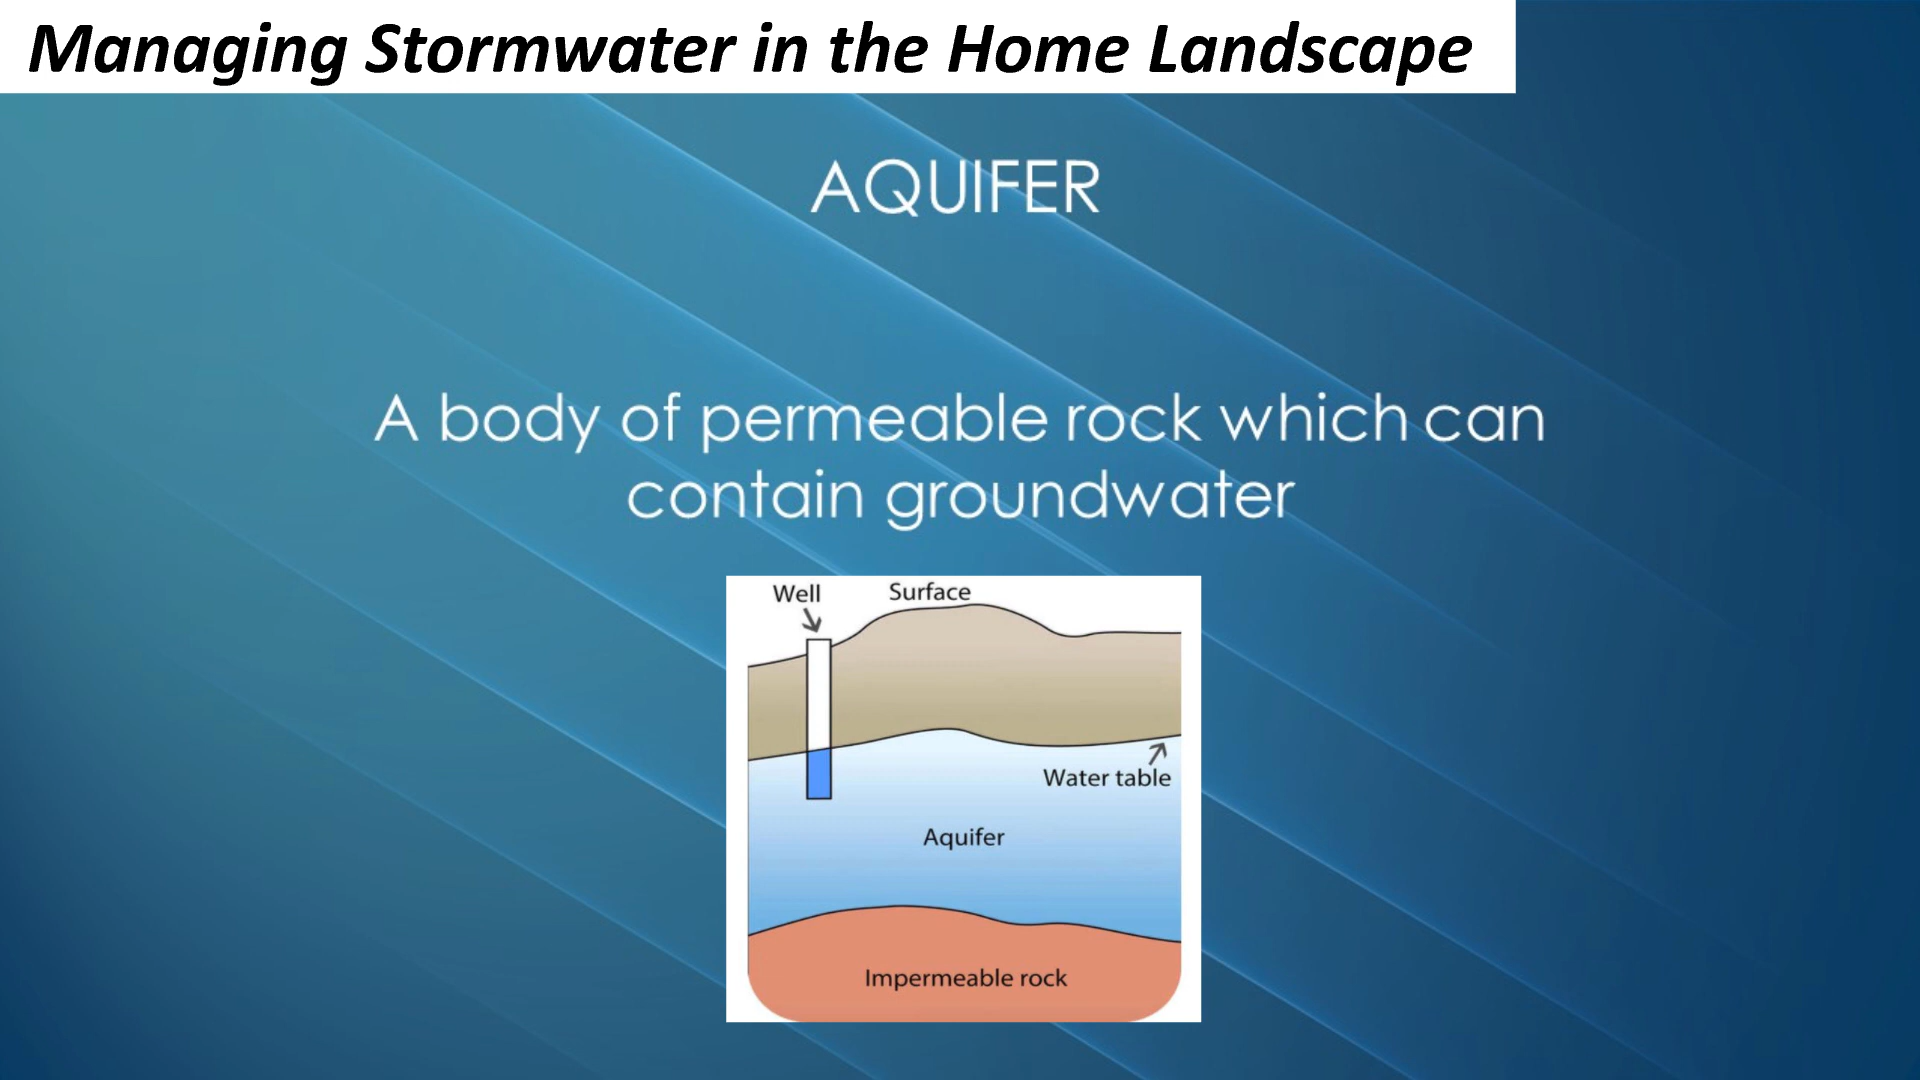 Managing Stormwater in the Home Landscape
AQUIFER
A body of permeable rock which can
contain groundwater
Well
Surface
Water table
Aquifer
Impermeable rock